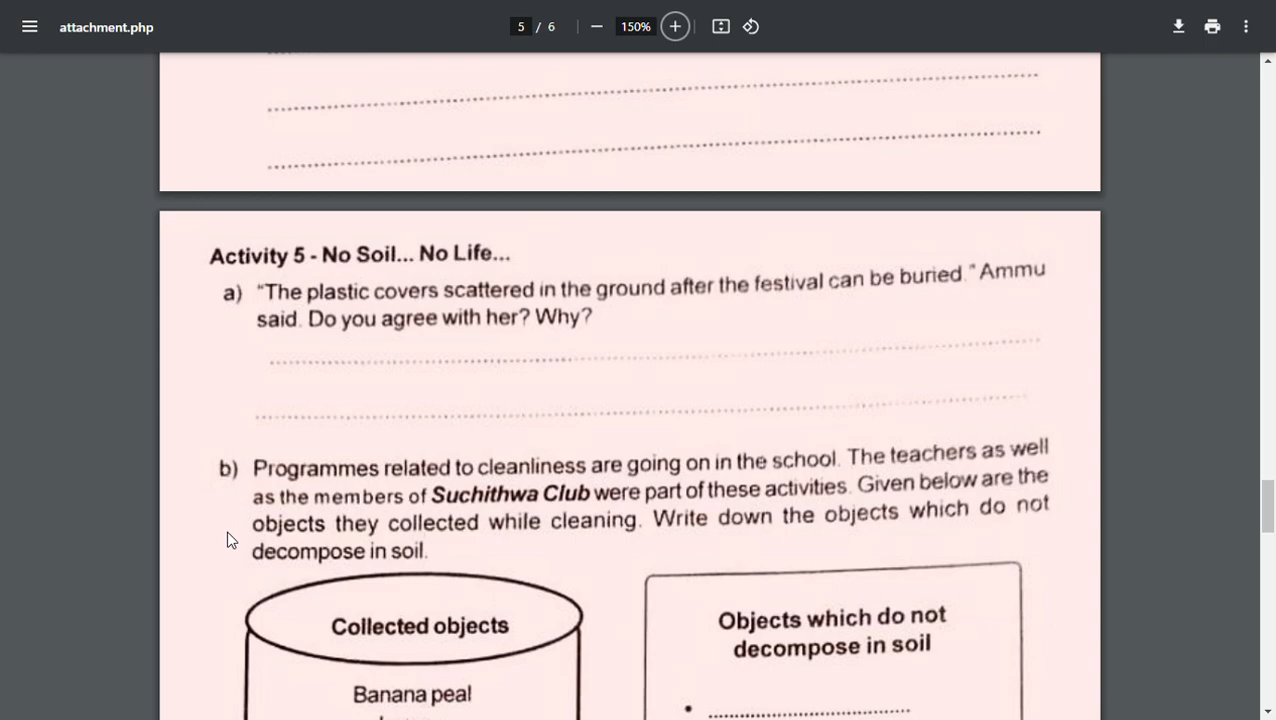 attachment.php
5 / 6
150%
Activity 5 - No Soil... No Life...
a) "The plastic covers scattered in the ground after the festival can be buried." Ammu
said. Do you agree with her? Why?
b) Programmes related to cleanliness are going on in the school. The teachers as well
as the members of Suchithwa Club were part of these activities. Given below are the
objects they collected while cleaning. Write down the objects which do not
decompose in soil.
Collected objects
Banana peal
Objects which do not
decompose in soil